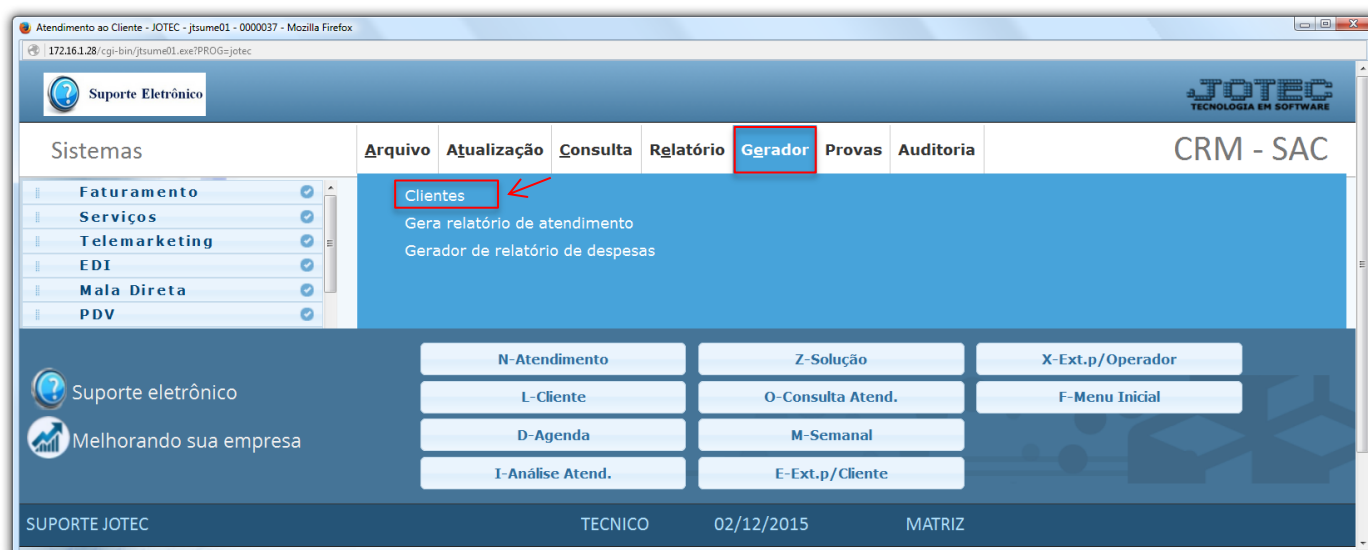 Atendimento ao Cliente - JOTEC - jtsume01 - 0000037 - Mozilla Firefox
172.16.1.28/cgi-bin/jtsume01.exe?PROG=jotec
Suporte Eletrônico
JOTEC
TECNOLOGIA EM SOFTWARE
Sistemas
Arquivo Atualização Consulta Relatório Gerador Provas Auditoria
CRM - SAC
Faturamento
Serviços
Telemarketing
EDI
Mala Direta
PDV
Clientes
Gera relatório de atendimento
Gerador de relatório de despesas
Suporte eletrônico
Melhorando sua empresa
N-Atendimento Z-Solução X-Ext.p/Operador
L-Cliente O-Consulta Atend. F-Menu Inicial
D-Agenda M-Semanal
I-Análise Atend. E-Ext.p/Cliente
SUPORTE JOTEC TECNICO 02/12/2015 MATRIZ